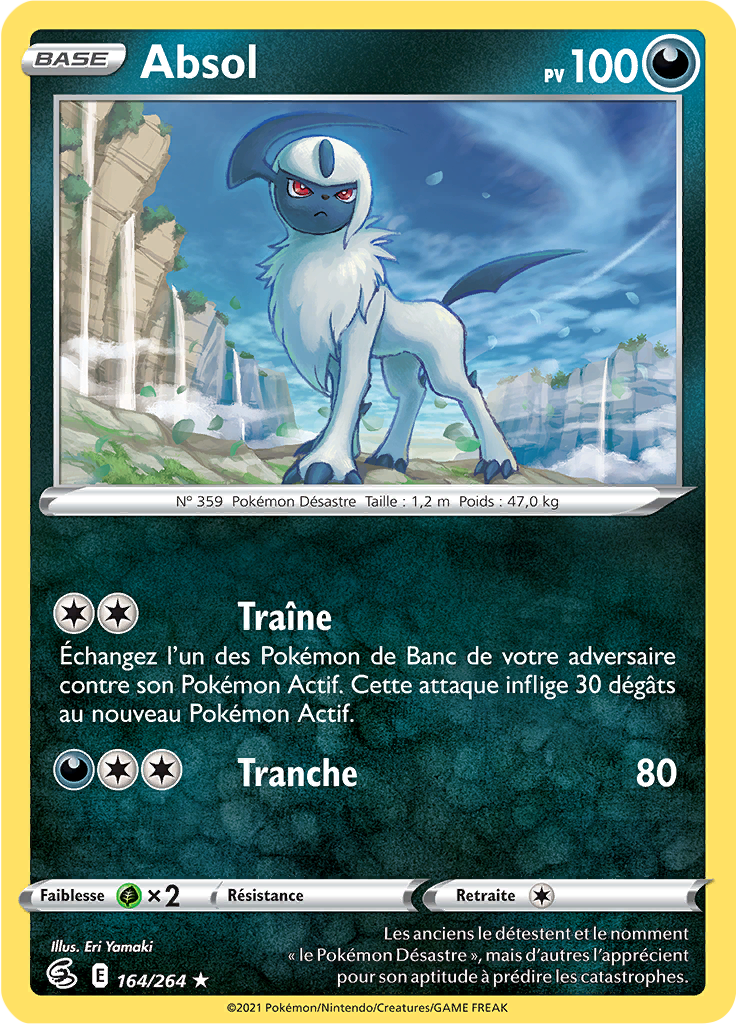 BASE Absol PV 100
Nº 359 Pokémon Désastre Taille : 1,2 m Poids : 47,0 kg
Traîne
Échangez l'un des Pokémon de Banc de votre adversaire
contre son Pokémon Actif. Cette attaque inflige 30 dégâts
au nouveau Pokémon Actif.
Tranche 80
Faiblesse ×2 Résistance Retraite
Illus. Eri Yamaki
Les anciens le détestent et le nomment
« le Pokémon Désastre », mais d'autres l'apprécient
pour son aptitude à prédire les catastrophes.
E 164/264 ★
©2021 Pokémon/Nintendo/Creatures/GAME FREAK